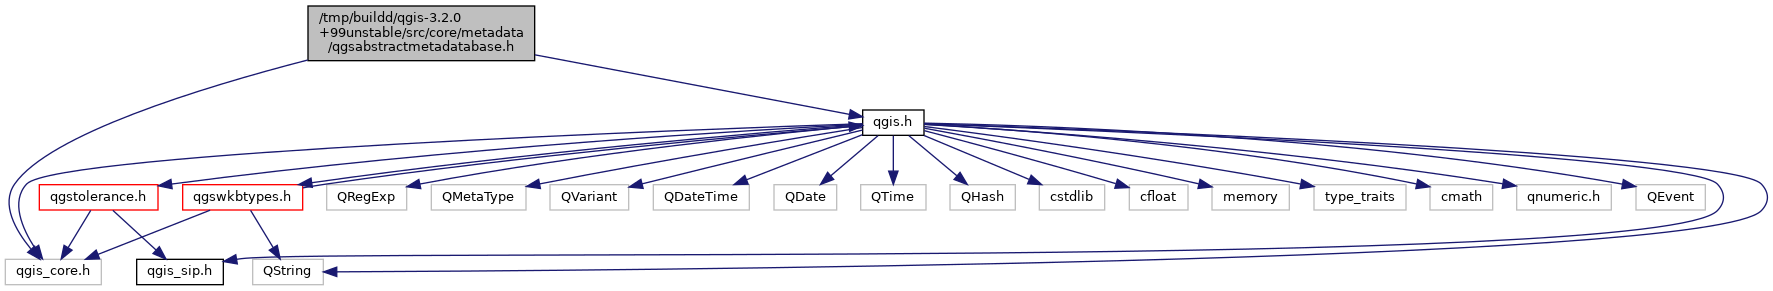 /tmp/buildd/qgis-3.2.0
+99unstable/src/core/metadata
/qgsabstractmetadatabase.h
qgis.h
qgstolerance.h
qgswkbtypes.h
QRegExp
QMetaType
QVariant
QDateTime
QDate
QTime
QHash
cstdlib
cfloat
memory
type_traits
cmath
qnumeric.h
QEvent
qgis_core.h
qgis_sip.h
QString